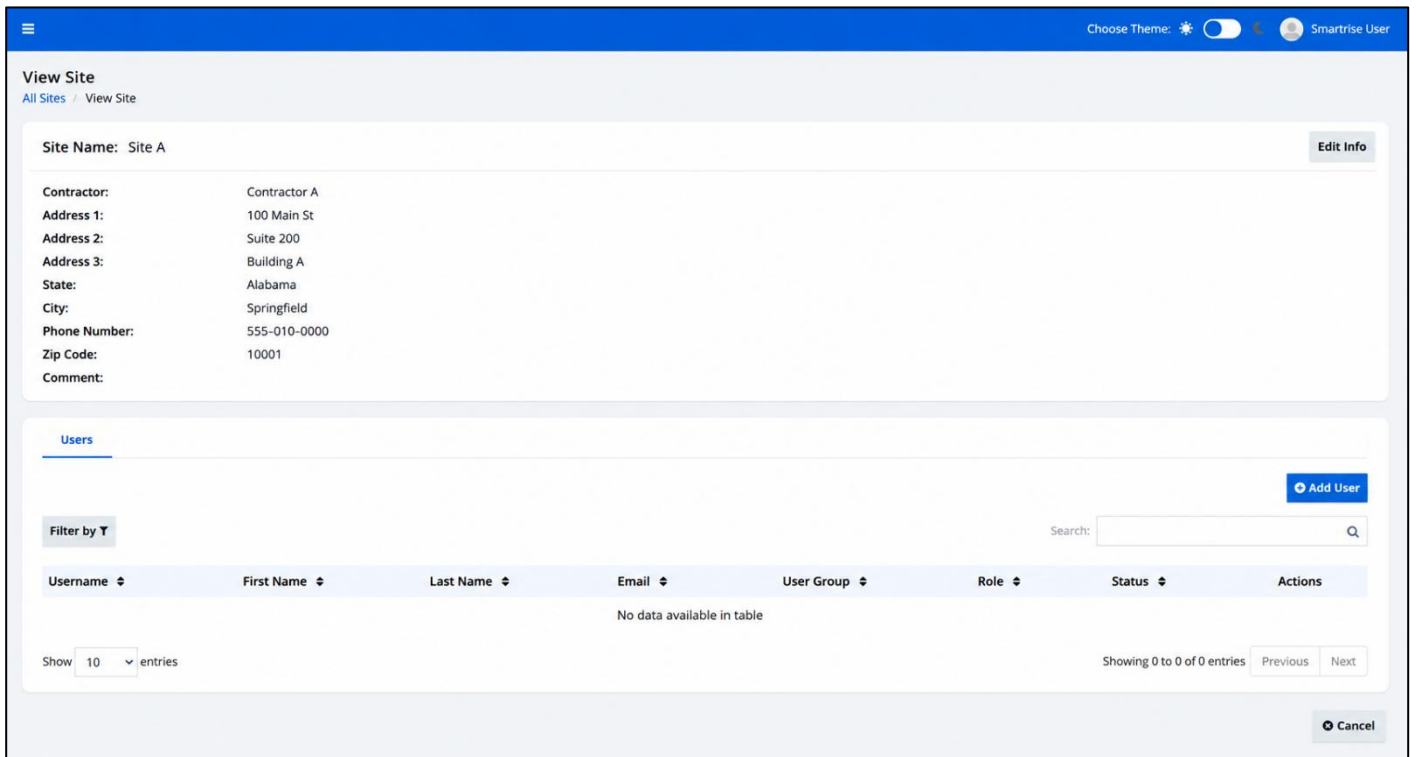 Choose Theme: Smartrise User
View Site
All Sites / View Site
Site Name: Site A Edit Info
Contractor: Contractor A
Address 1: 100 Main St
Address 2: Suite 200
Address 3: Building A
State: Alabama
City: Springfield
Phone Number: 555-010-0000
Zip Code: 10001
Comment:
Users
Add User
Filter by Search:
Username First Name Last Name Email User Group Role Status Actions
No data available in table
Show 10 entries Showing 0 to 0 of 0 entries Previous Next
Cancel